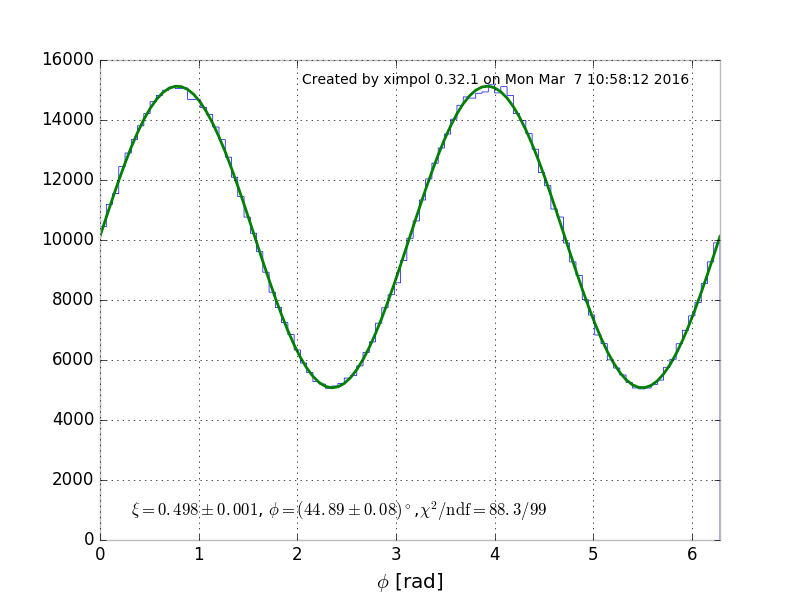 16000
Created by ximpol 0.32.1 on Mon Mar  7 10:58:12 2016
14000
12000
10000
8000
6000
4000
2000
ξ=0.498±0.001, ϕ=(44.89±0.08)°,χ²/ndf=88.3/99
0
0 1 2 3 4 5 6
ϕ [rad]